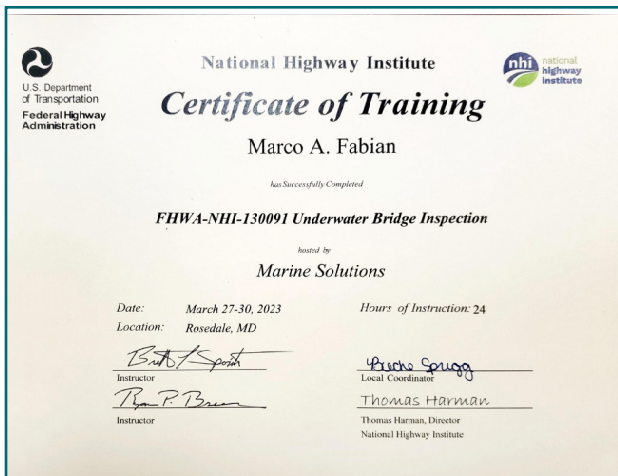 National Highway Institute
nhi national
highway
institute
U.S. Department
of Transportation
Federal Highway
Administration
Certificate of Training
Marco A. Fabian
has Successfully Completed
FHWA-NHI-130091 Underwater Bridge Inspection
hosted by
Marine Solutions
Date: March 27-30, 2023
Hours of Instruction: 24
Location: Rosedale, MD
Instructor
Local Coordinator
Thomas Harman
Instructor
Thomas Harman, Director
National Highway Institute